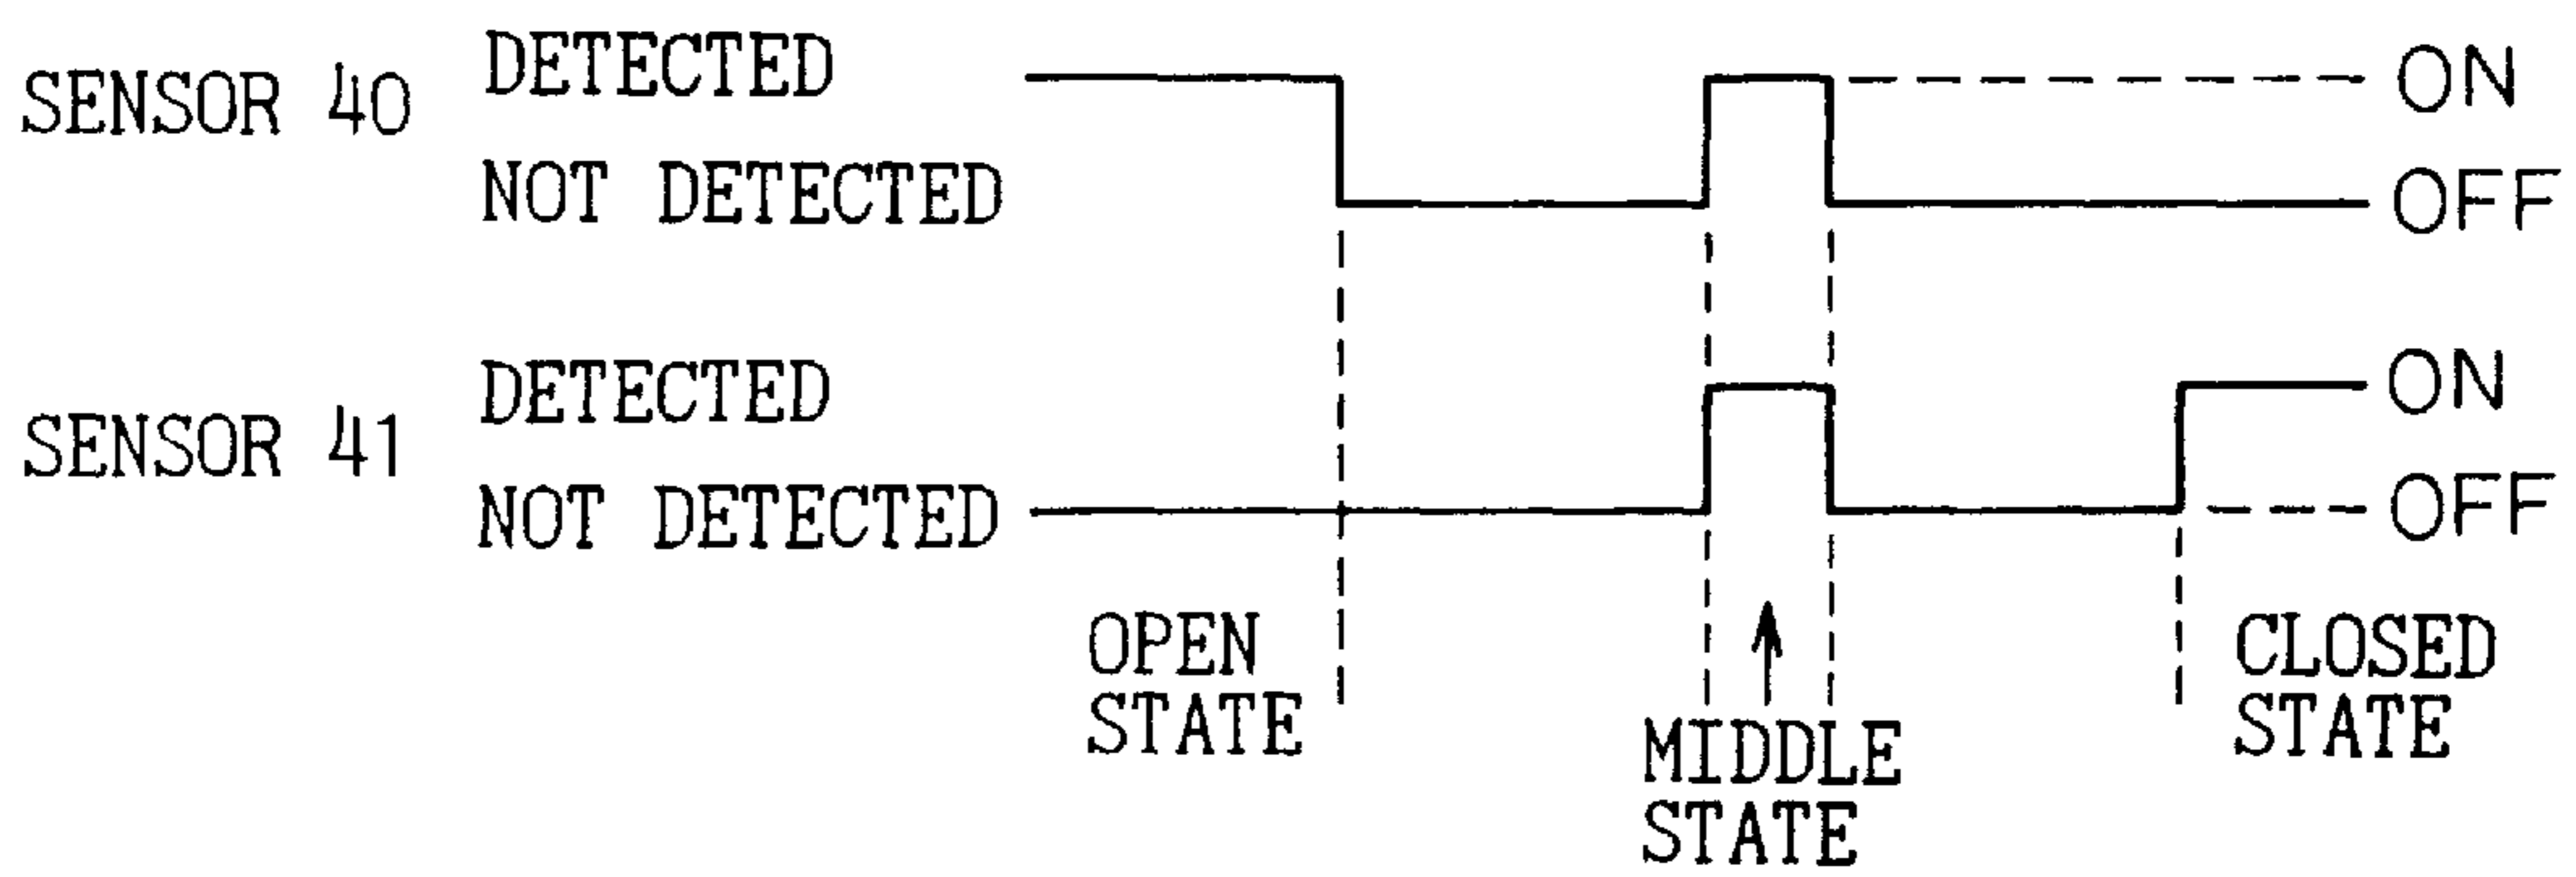 SENSOR 40
DETECTED
NOT DETECTED
ON
OFF
SENSOR 41
DETECTED
NOT DETECTED
ON
OFF
OPEN
STATE
MIDDLE
STATE
CLOSED
STATE